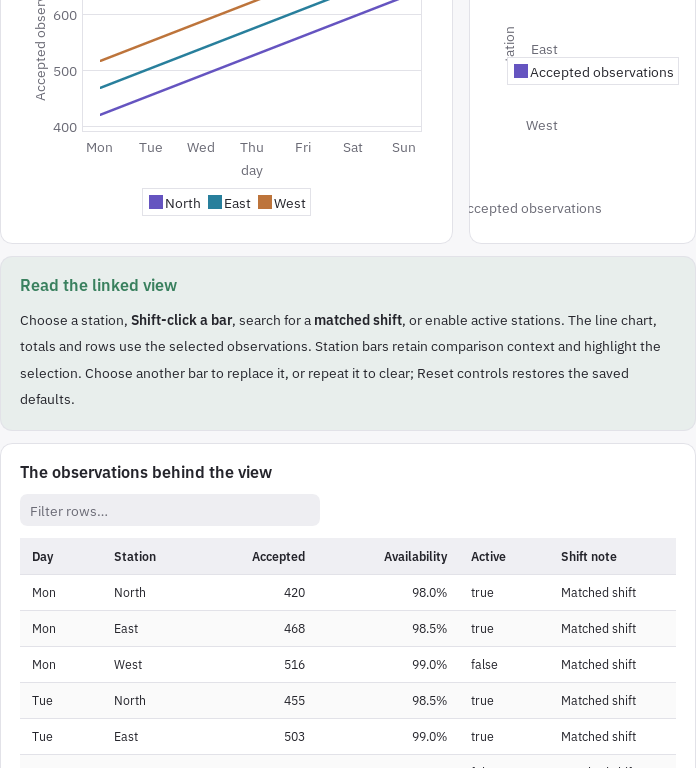 600
500
400
Accepted obser
Mon Tue Wed Thu Fri Sat Sun
day
North East West
ation
East
Accepted observations
West
ccepted observations
Read the linked view
Choose a station, Shift-click a bar, search for a matched shift, or enable active stations. The line chart,
totals and rows use the selected observations. Station bars retain comparison context and highlight the
selection. Choose another bar to replace it, or repeat it to clear; Reset controls restores the saved
defaults.
The observations behind the view
Filter rows...
Day Station Accepted Availability Active Shift note
Mon North 420 98.0% true Matched shift
Mon East 468 98.5% true Matched shift
Mon West 516 99.0% false Matched shift
Tue North 455 98.5% true Matched shift
Tue East 503 99.0% true Matched shift